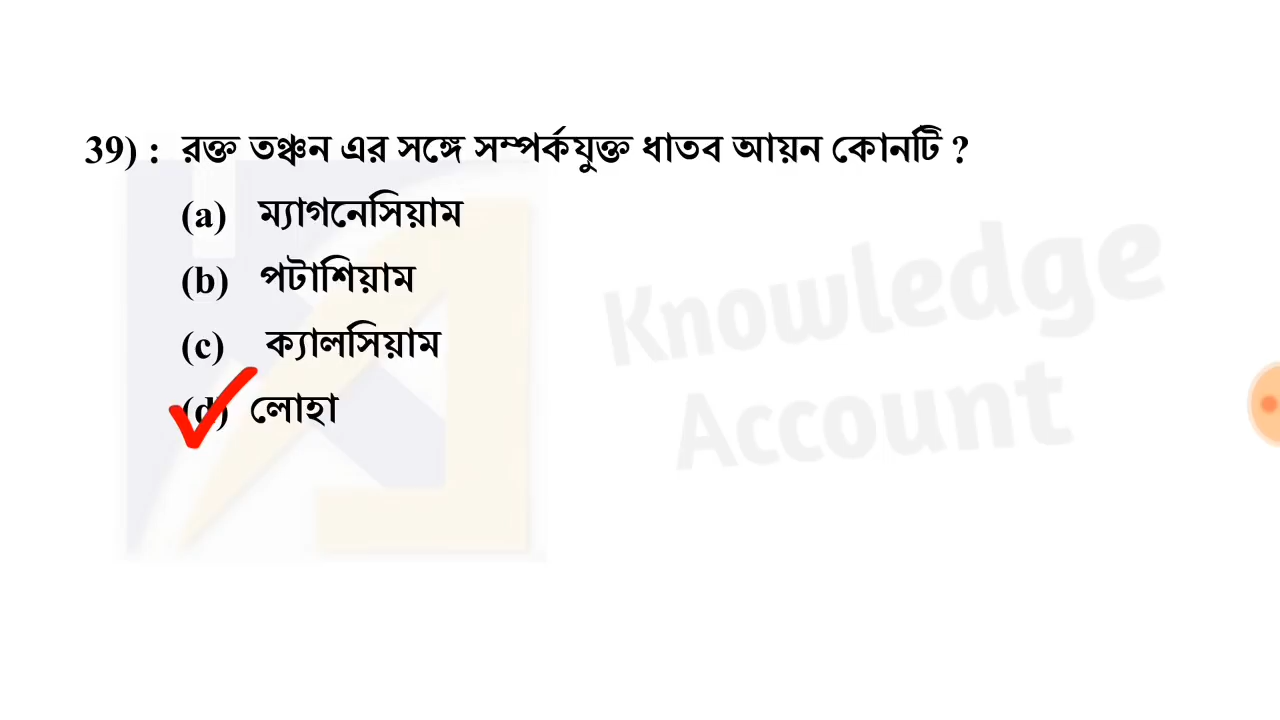 39) : রক্ত তঞ্চন এর সঙ্গে সম্পর্কযুক্ত ধাতব আয়ন কোনটি ?
(a) ম্যাগনেসিয়াম
(b) পটাশিয়াম
(c) ক্যালসিয়াম
(d) লোহা
Knowledge
Account